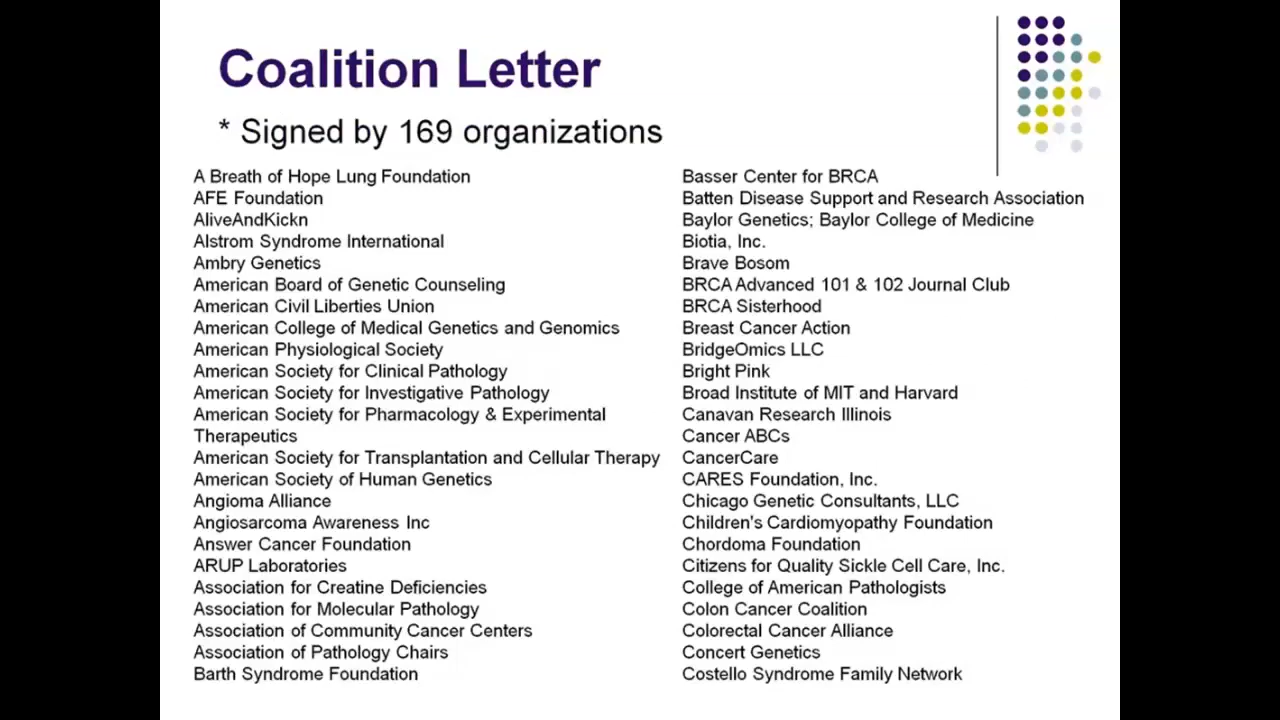 Coalition Letter
* Signed by 169 organizations
A Breath of Hope Lung Foundation
AFE Foundation
AliveAndKickn
Alstrom Syndrome International
Ambry Genetics
American Board of Genetic Counseling
American Civil Liberties Union
American College of Medical Genetics and Genomics
American Physiological Society
American Society for Clinical Pathology
American Society for Investigative Pathology
American Society for Pharmacology & Experimental
Therapeutics
American Society for Transplantation and Cellular Therapy
American Society of Human Genetics
Angioma Alliance
Angiosarcoma Awareness Inc
Answer Cancer Foundation
ARUP Laboratories
Association for Creatine Deficiencies
Association for Molecular Pathology
Association of Community Cancer Centers
Association of Pathology Chairs
Barth Syndrome Foundation
Basser Center for BRCA
Batten Disease Support and Research Association
Baylor Genetics; Baylor College of Medicine
Biotia, Inc.
Brave Bosom
BRCA Advanced 101 & 102 Journal Club
BRCA Sisterhood
Breast Cancer Action
BridgeOmics LLC
Bright Pink
Broad Institute of MIT and Harvard
Canavan Research Illinois
Cancer ABCs
CancerCare
CARES Foundation, Inc.
Chicago Genetic Consultants, LLC
Children's Cardiomyopathy Foundation
Chordoma Foundation
Citizens for Quality Sickle Cell Care, Inc.
College of American Pathologists
Colon Cancer Coalition
Colorectal Cancer Alliance
Concert Genetics
Costello Syndrome Family Network